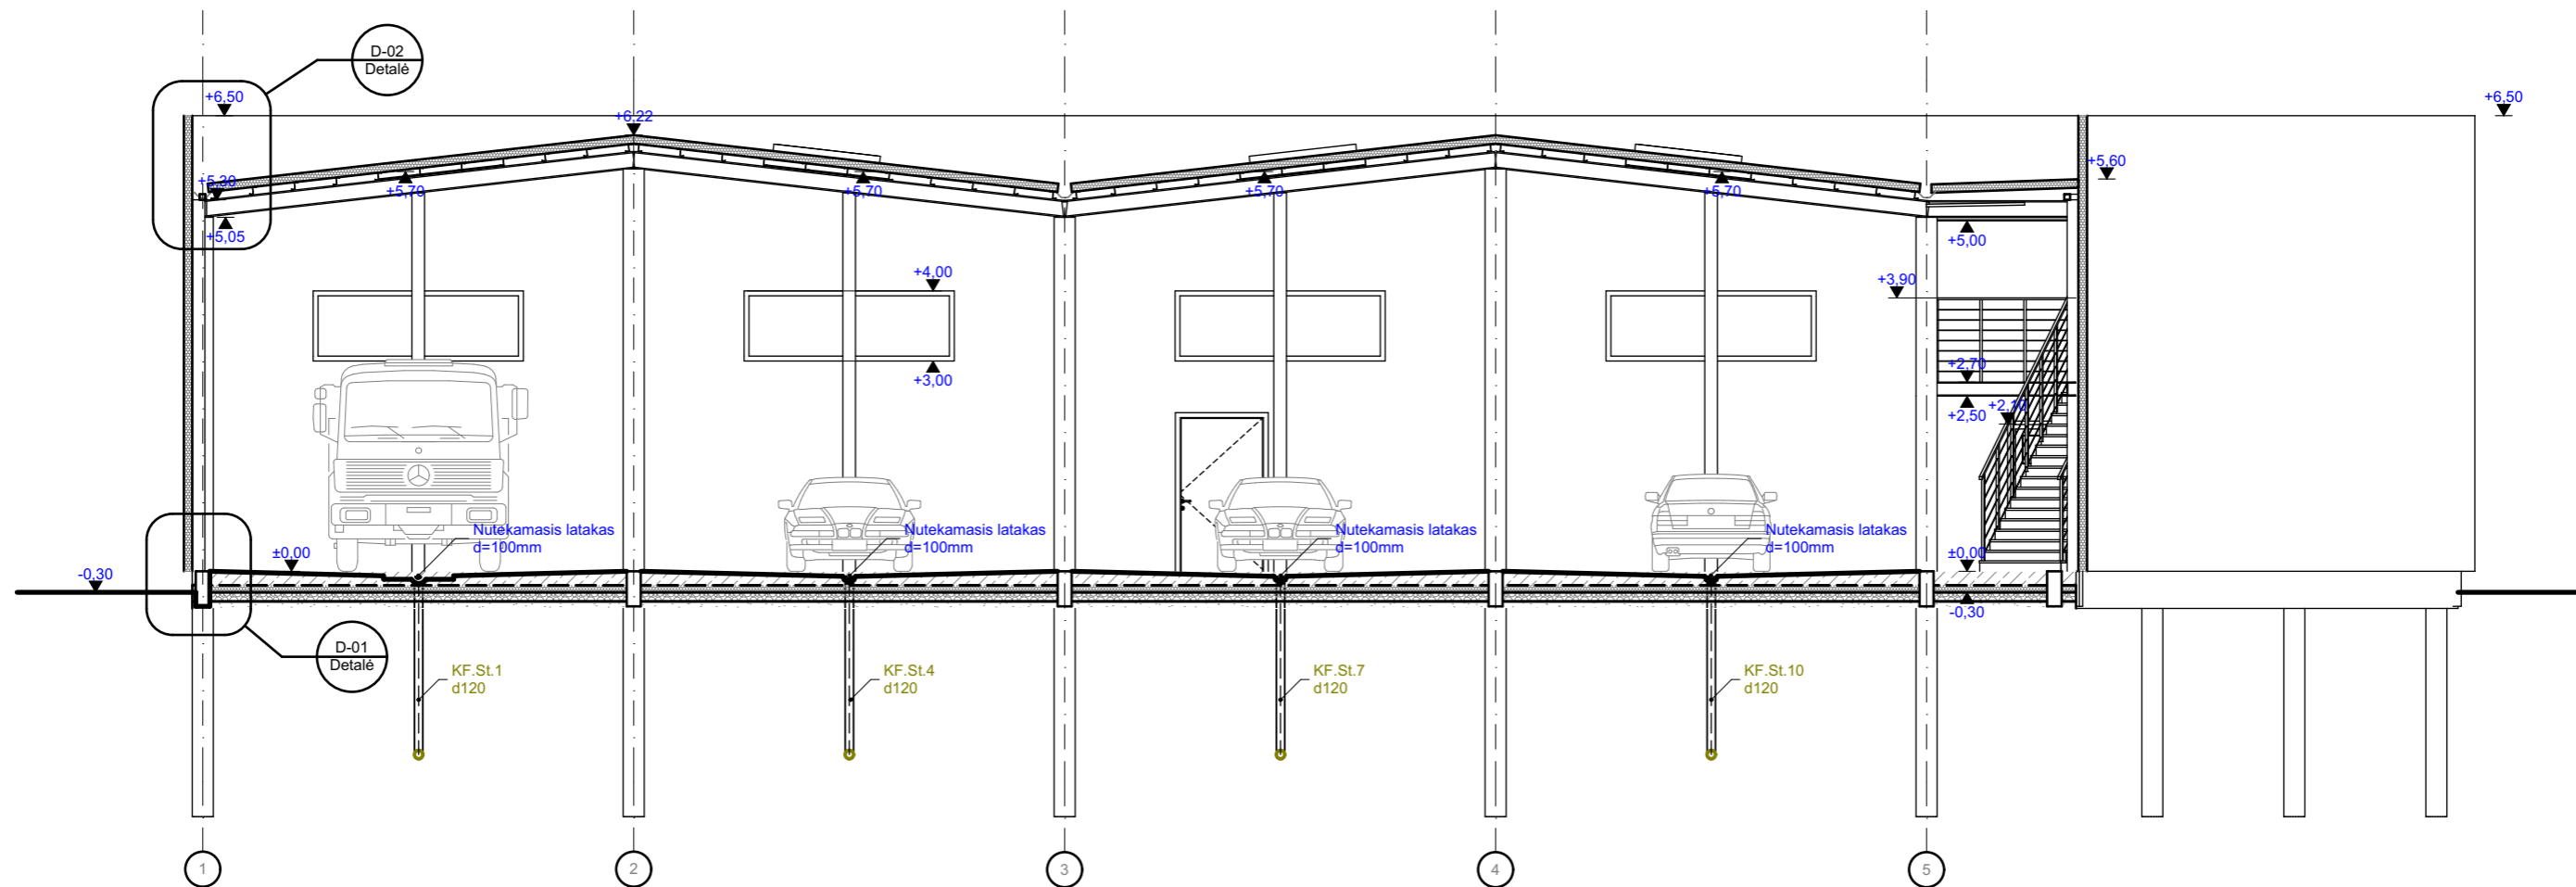 D-02
Detalė
+6,50
+6,22
+6,50
+5,60
+5,30
+5,70
+5,70
+5,70
+5,70
+5,05
+5,00
+4,00
+3,90
+3,00
+2,70
+2,50
+2,10
Nutekamasis latakas
d=100mm
Nutekamasis latakas
d=100mm
Nutekamasis latakas
d=100mm
Nutekamasis latakas
d=100mm
±0,00
±0,00
-0,30
-0,30
D-01
Detalė
KF.St.1
d120
KF.St.4
d120
KF.St.7
d120
KF.St.10
d120
1
2
3
4
5